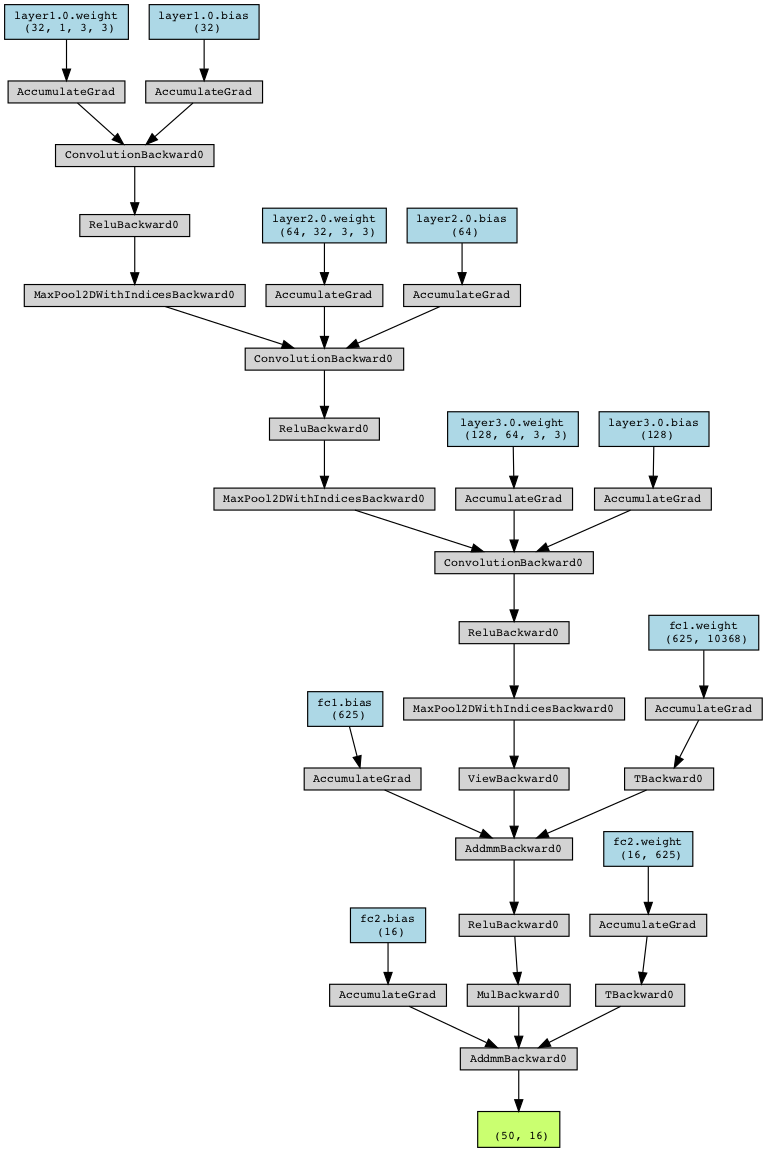 layer1.0.weight
(32, 1, 3, 3)
layer1.0.bias
(32)
AccumulateGrad
AccumulateGrad
ConvolutionBackward0
ReluBackward0
layer2.0.weight
(64, 32, 3, 3)
layer2.0.bias
(64)
MaxPool2DWithIndicesBackward0
AccumulateGrad
AccumulateGrad
ConvolutionBackward0
ReluBackward0
layer3.0.weight
(128, 64, 3, 3)
layer3.0.bias
(128)
MaxPool2DWithIndicesBackward0
AccumulateGrad
AccumulateGrad
ConvolutionBackward0
ReluBackward0
fc1.weight
(625, 10368)
fc1.bias
(625)
MaxPool2DWithIndicesBackward0
AccumulateGrad
AccumulateGrad
ViewBackward0
TBackward0
AddmmBackward0
fc2.weight
(16, 625)
fc2.bias
(16)
ReluBackward0
AccumulateGrad
AccumulateGrad
MulBackward0
TBackward0
AddmmBackward0
(50, 16)